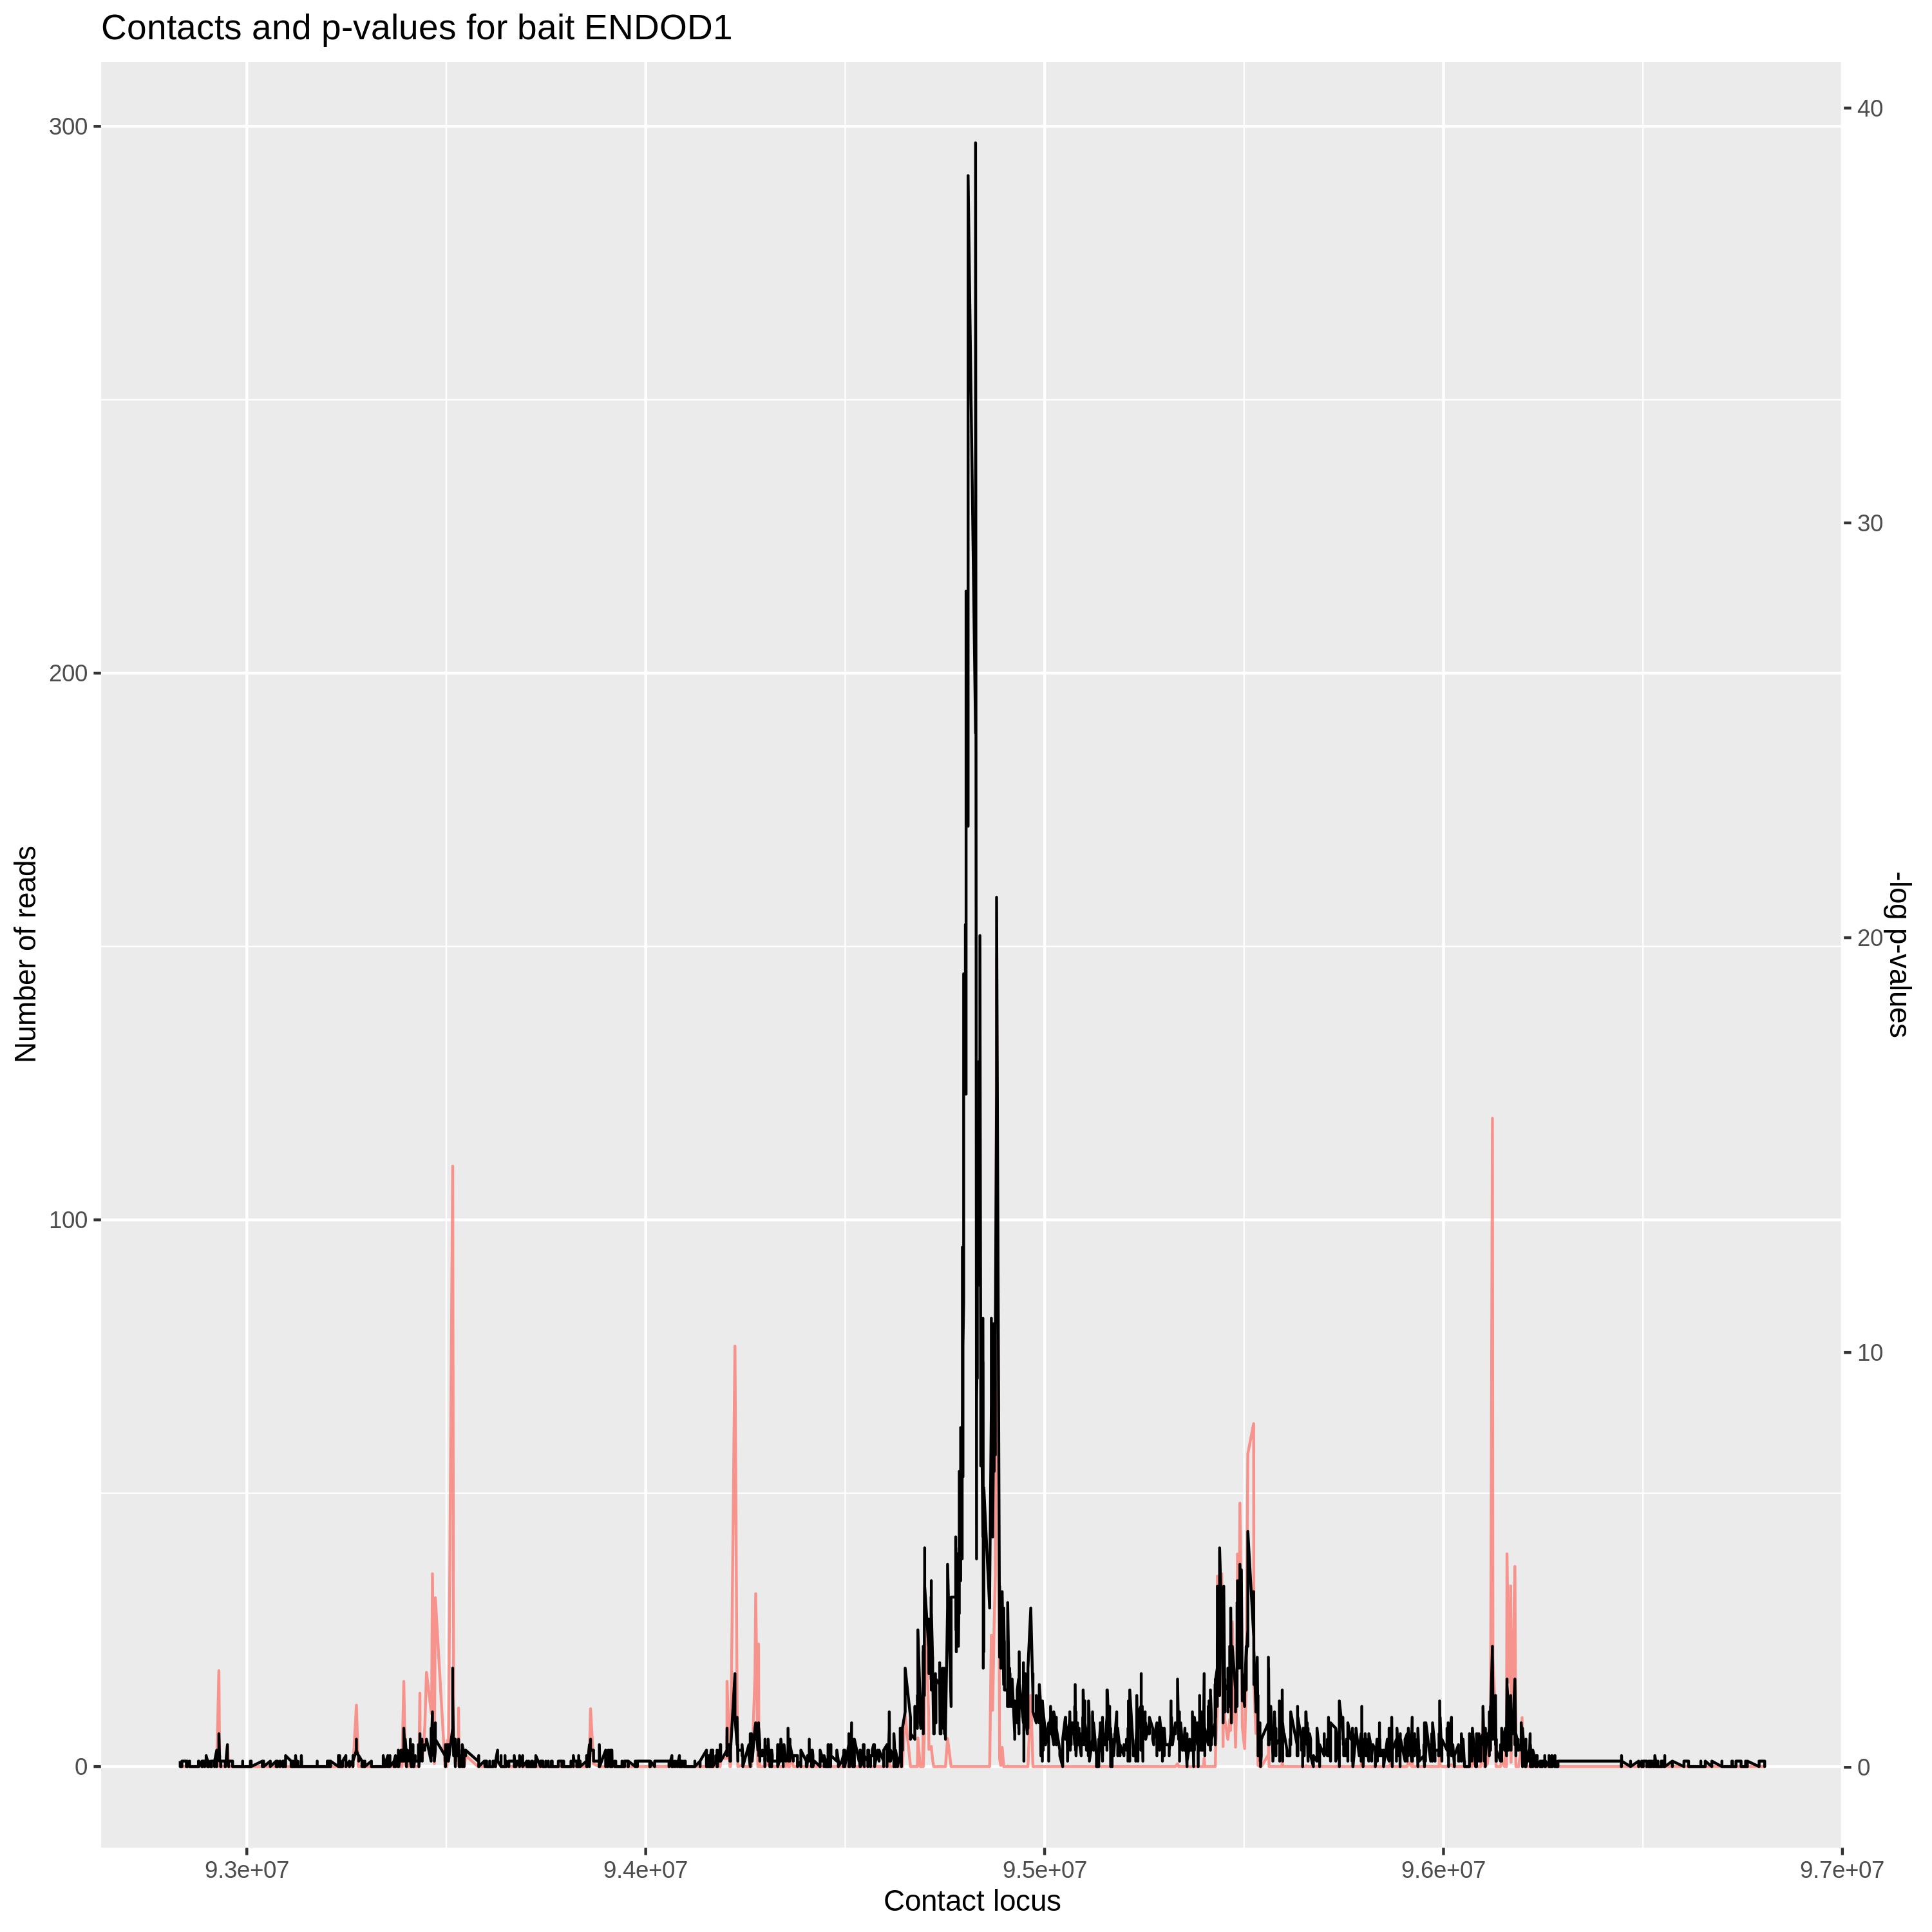 Contacts and p-values for bait ENDOD1
300
200
100
0
Number of reads
40
30
20
10
0
-log p-values
9.3e+07
9.4e+07
9.5e+07
9.6e+07
9.7e+07
Contact locus